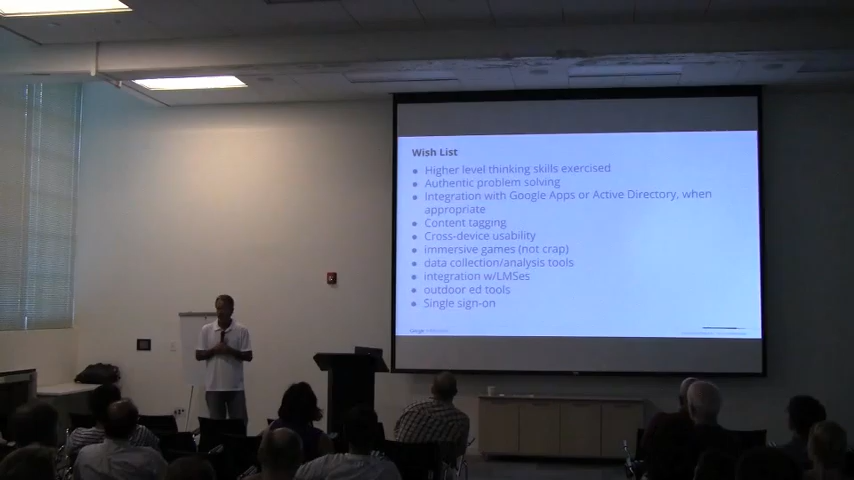 Wish List
● Higher level thinking skills exercised
● Authentic problem solving
● Integration with Google Apps or Active Directory, when
appropriate
● Content tagging
● Cross-device usability
● immersive games (not crap)
● data collection/analysis tools
● integration w/LMSes
● outdoor ed tools
● Single sign-on
Google